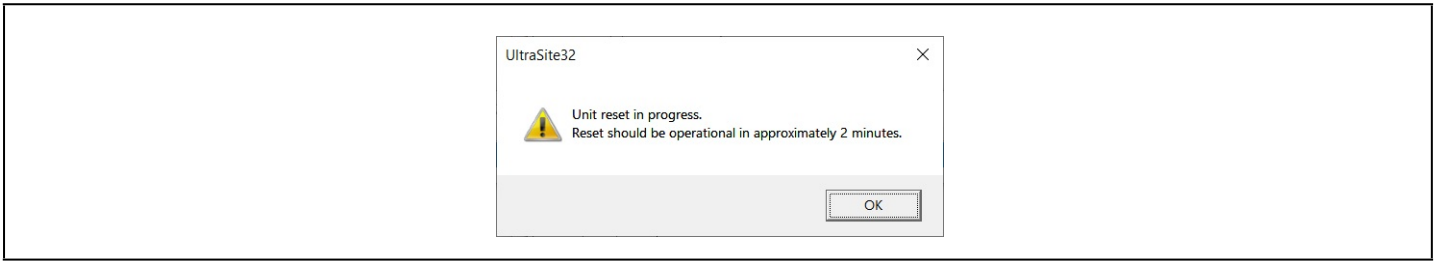 UltraSite32
Unit reset in progress.
Reset should be operational in approximately 2 minutes.
OK